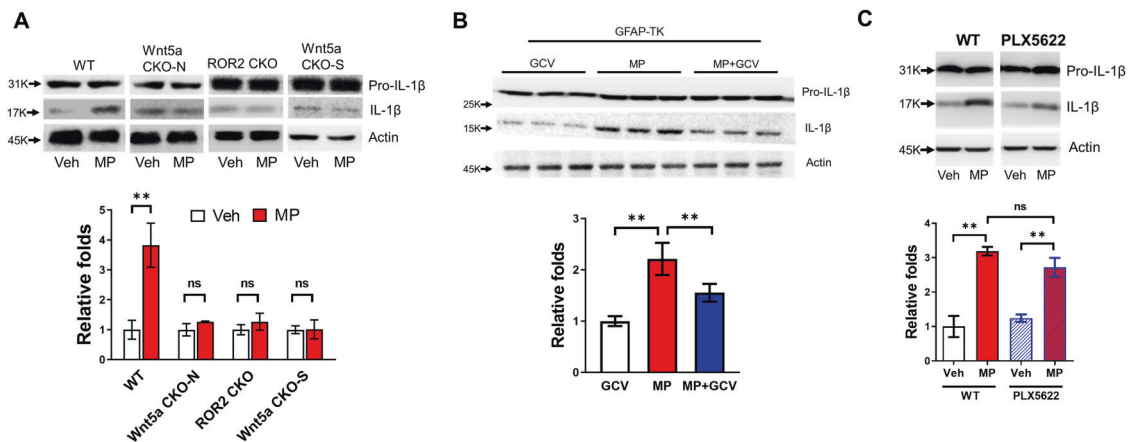 A
WT
Wnt5a
CKO-N
ROR2 CKO
Wnt5a
CKO-S
31K
Pro-IL-1β
17K
IL-1β
45K
Actin
Veh MP Veh MP Veh MP Veh MP
** 
Veh MP
ns ns ns
Relative folds
5
4
3
2
1
0
WT
Wnt5a CKO-N
ROR2 CKO
Wnt5a CKO-S
B
GFAP-TK
GCV MP MP+GCV
Pro-IL-1β
25K
15K
IL-1β
45K
Actin
** **
Relative folds
3
2
1
0
GCV MP MP+GCV
C
WT PLX5622
31K
Pro-IL-1β
17K
IL-1β
45K
Actin
Veh MP Veh MP
ns
** **
Relative folds
4
3
2
1
0
Veh MP Veh MP
WT PLX5622